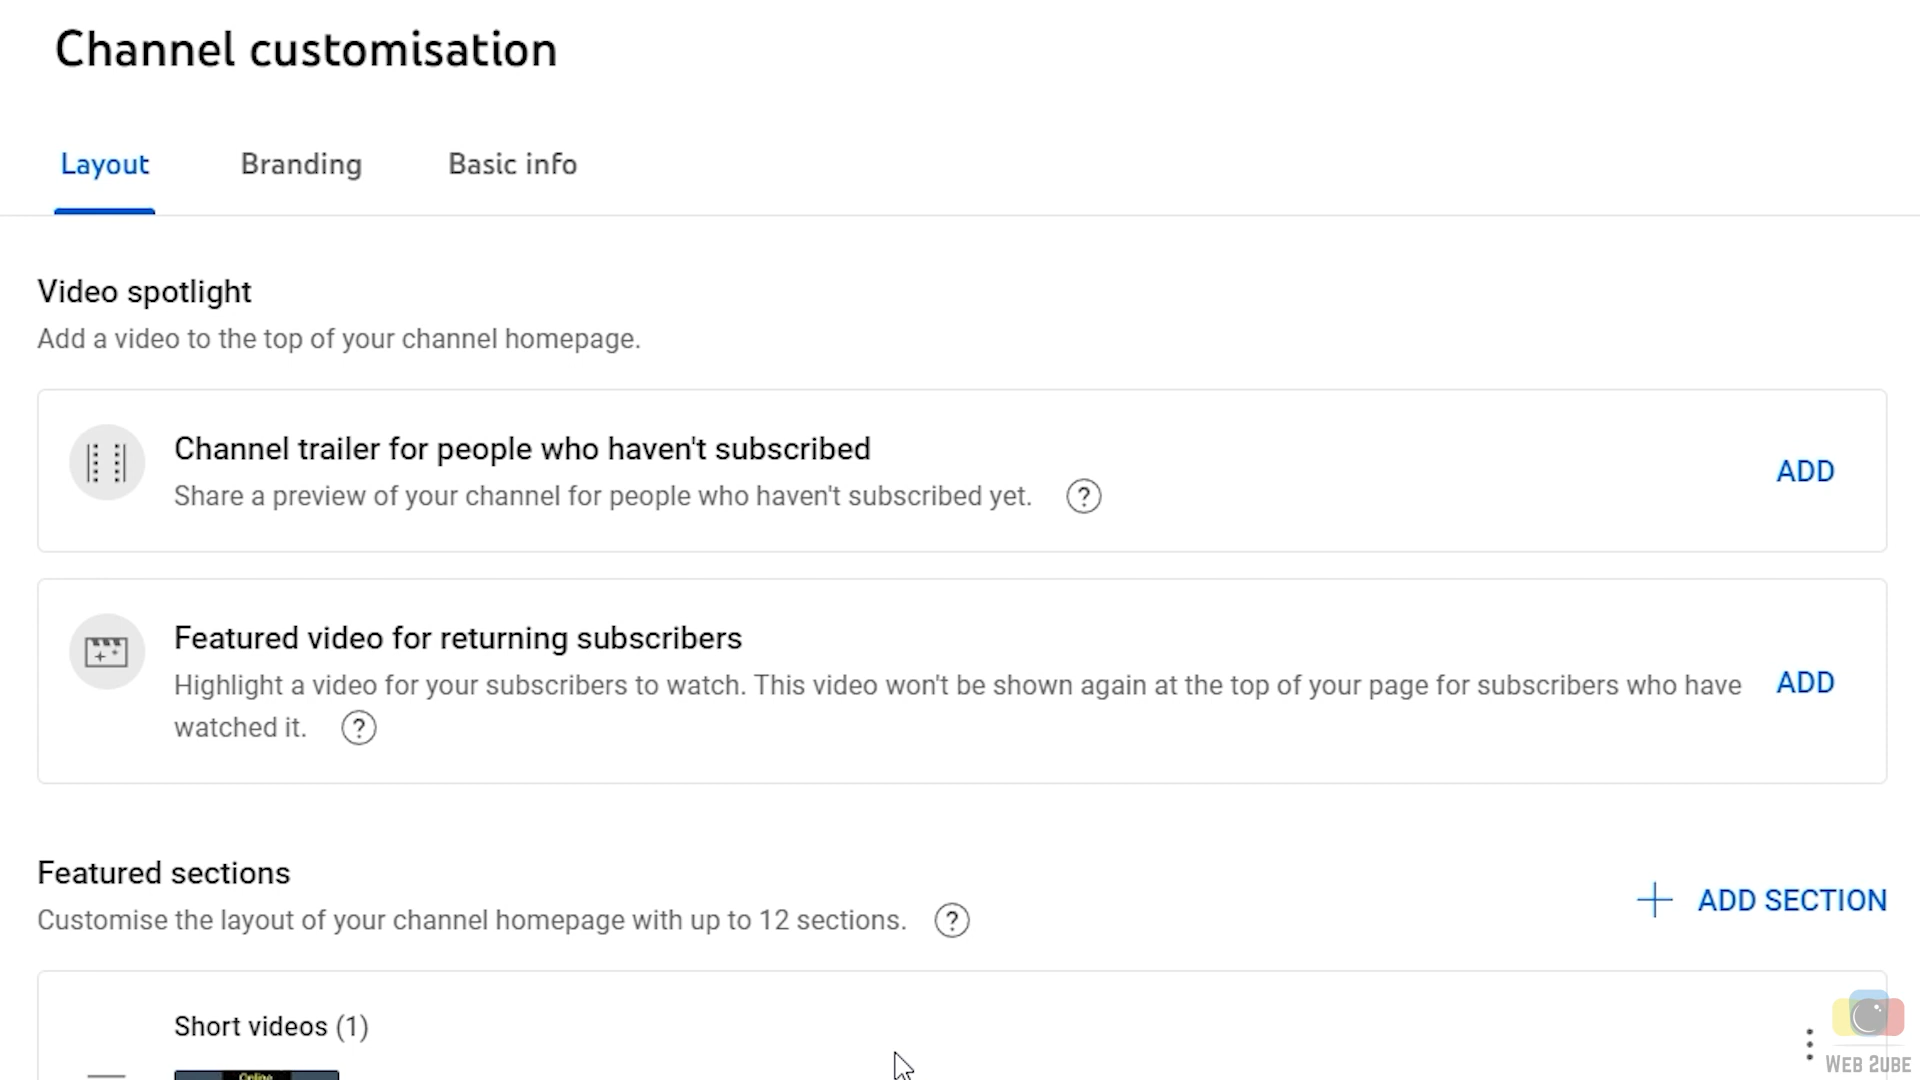 Channel customisation
Layout
Branding
Basic info
Video spotlight
Add a video to the top of your channel homepage.
Channel trailer for people who haven't subscribed
Share a preview of your channel for people who haven't subscribed yet.
ADD
Featured video for returning subscribers
Highlight a video for your subscribers to watch. This video won't be shown again at the top of your page for subscribers who have
watched it.
ADD
Featured sections
Customise the layout of your channel homepage with up to 12 sections.
ADD SECTION
Short videos (1)
Online
WEB 2UBE